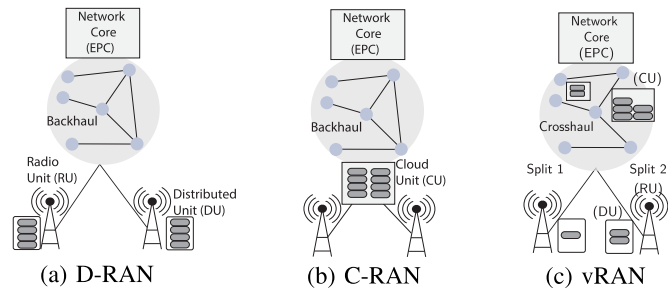 Network
Core
(EPC)
Backhaul
Radio
Unit (RU)
Distributed
Unit (DU)
(a) D-RAN
Network
Core
(EPC)
Backhaul
Cloud
Unit (CU)
(b) C-RAN
Network
Core
(EPC)
(CU)
Crosshaul
Split 1
Split 2
(RU)
(DU)
(c) vRAN